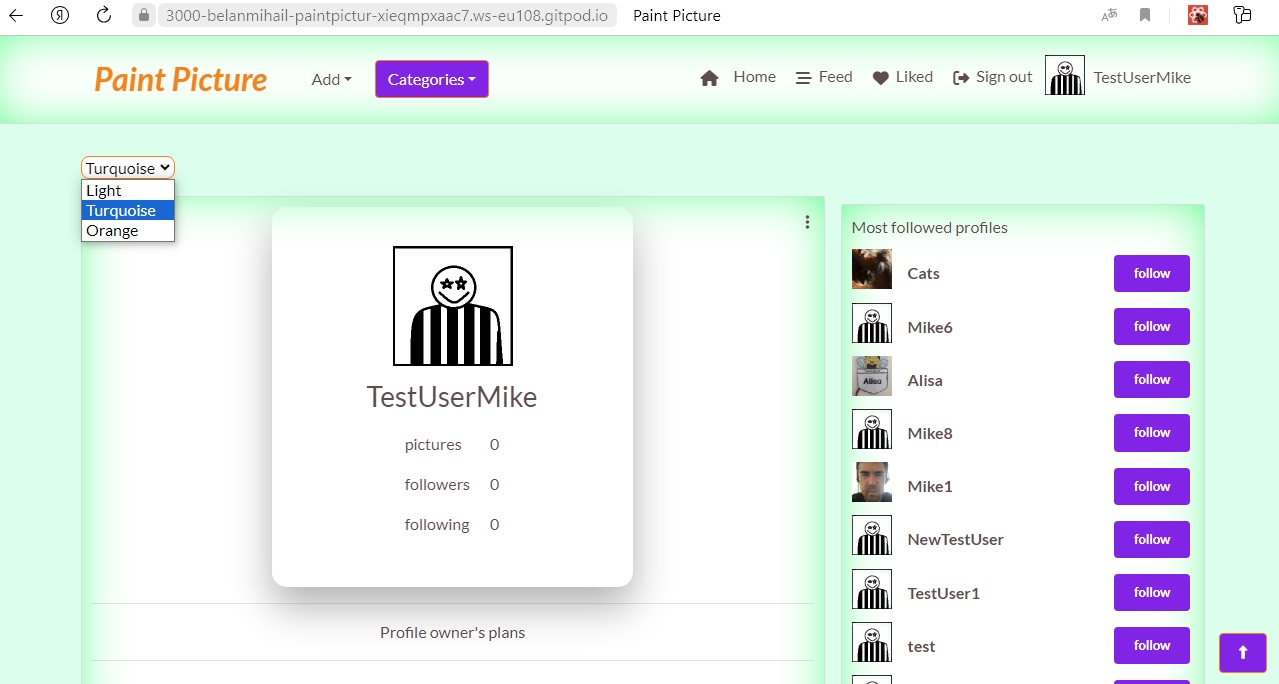 3000-belanmihail-paintpictur-xieqmpxaac7.ws-eu108.gitpod.io Paint Picture
Paint Picture Add Categories Home Feed Liked Sign out TestUserMike
Turquoise
Light
Turquoise
Orange
TestUserMike
pictures 0
followers 0
following 0
Profile owner's plans
Most followed profiles
Cats follow
Mike6 follow
Alisa follow
Mike8 follow
Mike1 follow
NewTestUser follow
TestUser1 follow
test follow